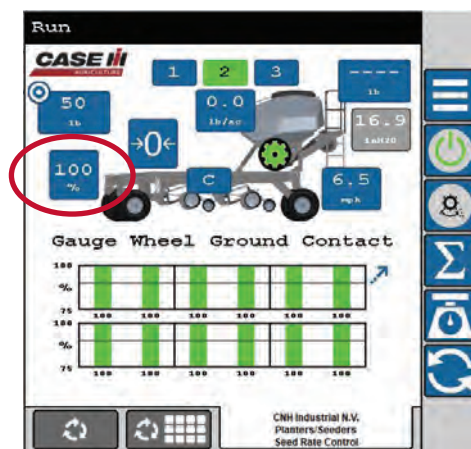 Run
CASE IH
AGRICULTURE
1
2
3
----
lb
50
lb
0.0
lb/ac
16.9
inH2O
→0←
100
%
C
6.5
mph
Gauge Wheel Ground Contact
100
%
75
100 100 100 100 100 100
100
%
75
100 100 100 100 100 100
Σ
CNH Industrial N.V.
Planters/Seeders
Seed Rate Control